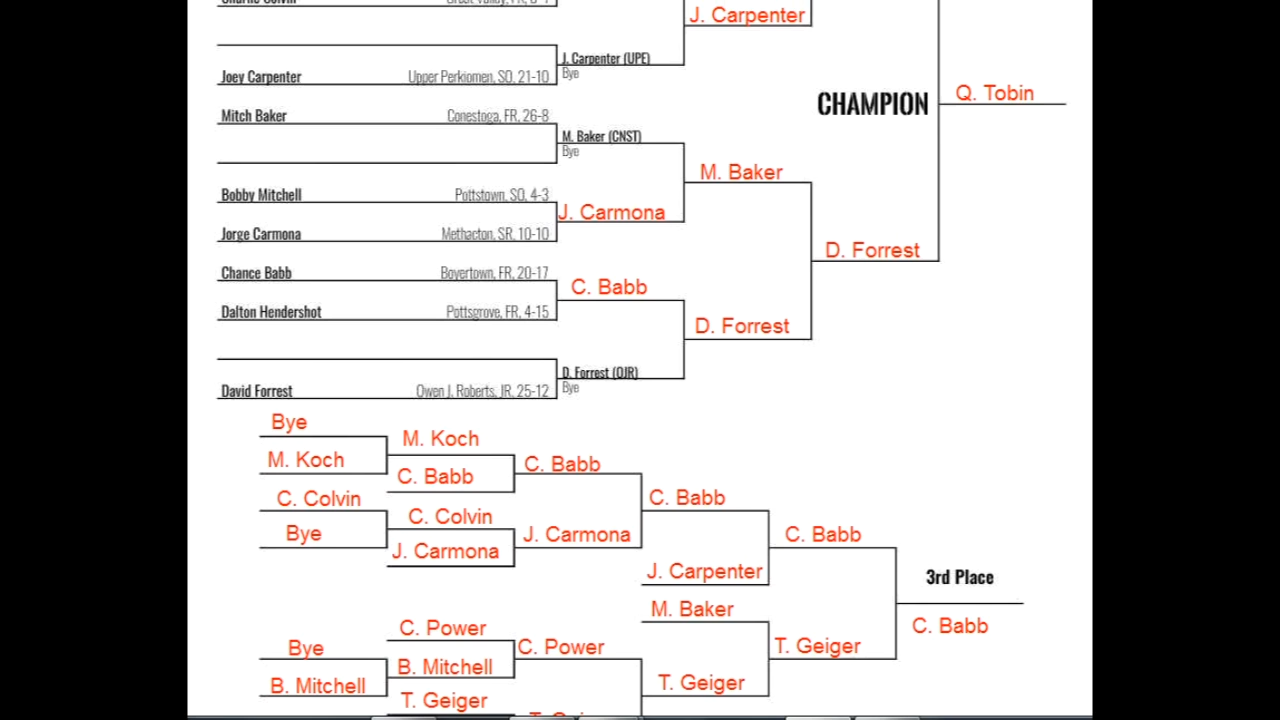 Charlie Colvin
J. Carpenter
J. Carpenter (UPE)
Bye
Joey Carpenter Upper Perkiomen, SO, 21-10
Q. Tobin
CHAMPION
Mitch Baker Conestoga, FR, 26-8
M. Baker (CNST)
Bye
M. Baker
Bobby Mitchell Pottstown, SO, 4-3
J. Carmona
Jorge Carmona Methacton, SR, 10-10
D. Forrest
Chance Babb Boyertown, FR, 20-17
C. Babb
Dalton Hendershot Pottsgrove, FR, 4-15
D. Forrest
D. Forrest (OJR)
Bye
David Forrest Owen J. Roberts, JR, 25-12
Bye
M. Koch
M. Koch
C. Babb
C. Babb
C. Colvin
C. Babb
C. Colvin
Bye
J. Carmona
C. Babb
J. Carmona
J. Carpenter
3rd Place
M. Baker
C. Babb
C. Power
Bye
C. Power
T. Geiger
B. Mitchell
B. Mitchell
T. Geiger
T. Geiger